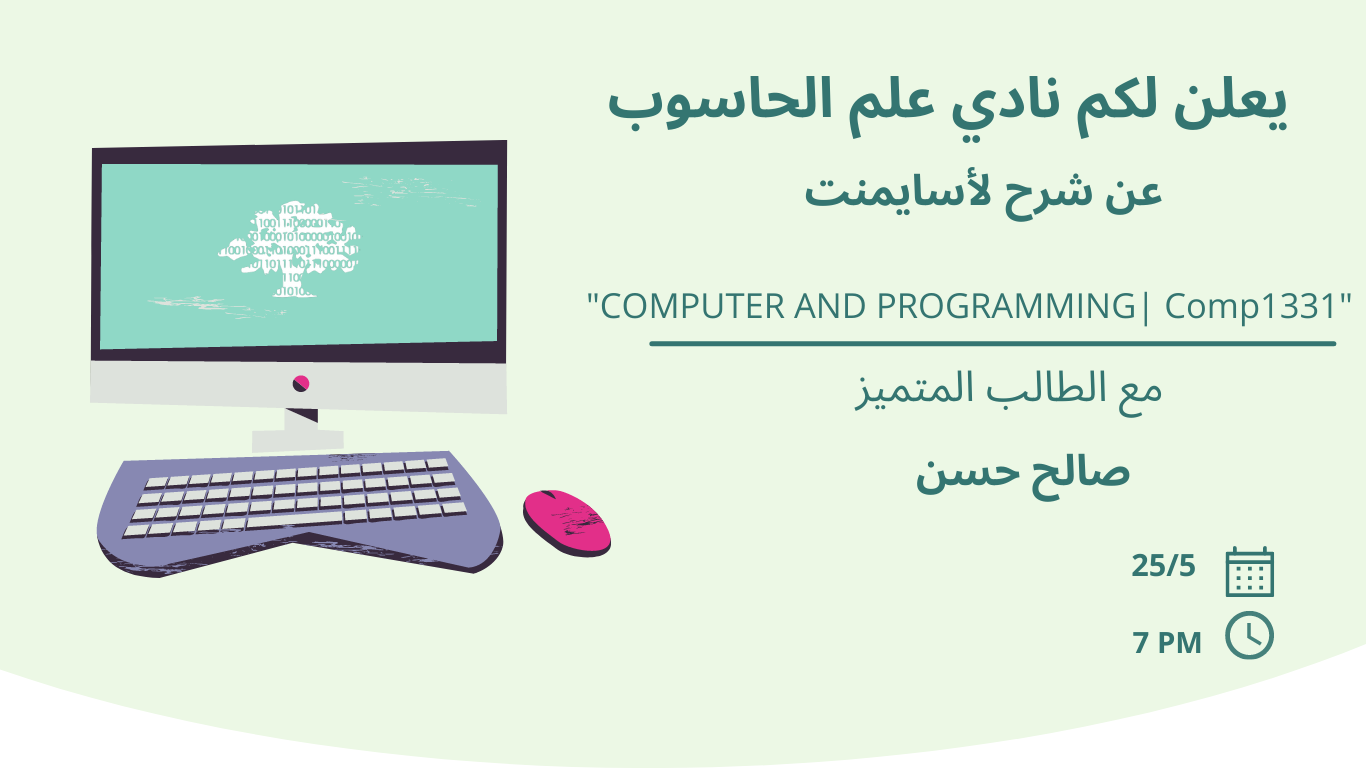 يعلن لكم نادي علم الحاسوب
عن شرح لأسايمنت
"COMPUTER AND PROGRAMMING| Comp1331"
مع الطالب المتميز
صالح حسن
25/5
7 PM